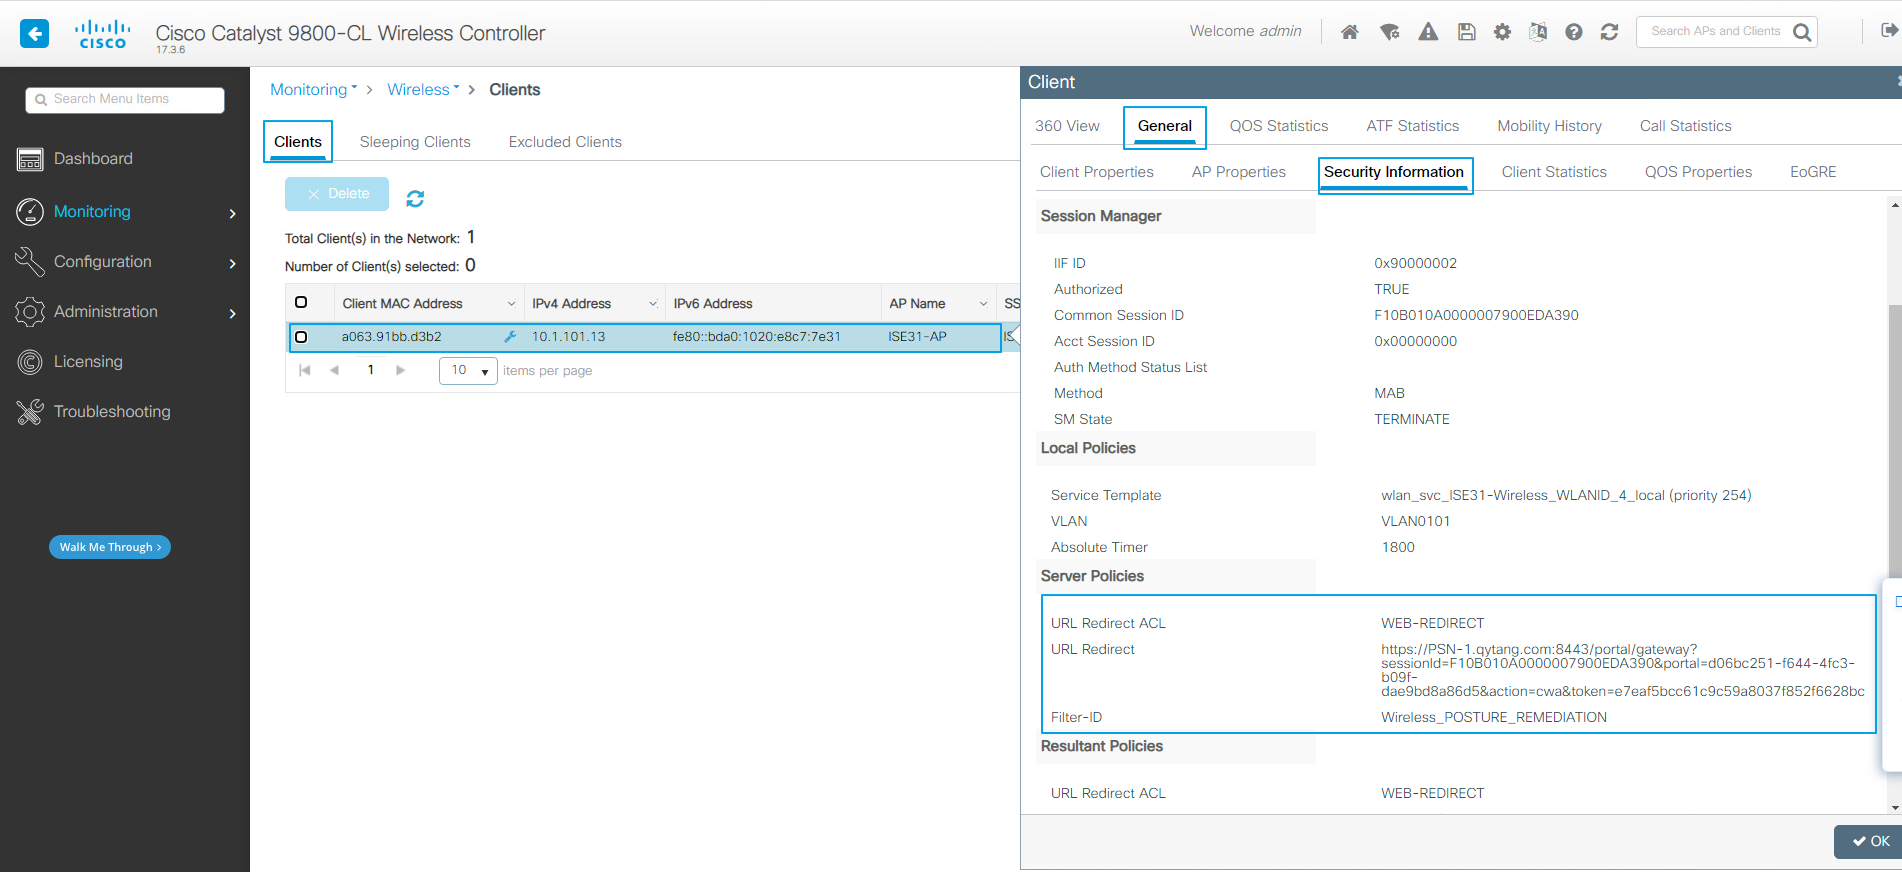 CISCO
Cisco Catalyst 9800-CL Wireless Controller
17.3.6
Welcome admin
Search APs and Clients
Search Menu Items
Dashboard
Monitoring
Configuration
Administration
Licensing
Troubleshooting
Walk Me Through >
Monitoring > Wireless > Clients
Clients Sleeping Clients Excluded Clients
× Delete
Total Client(s) in the Network: 1
Number of Client(s) selected: 0
Client MAC Address IPv4 Address IPv6 Address AP Name SS
a063.91bb.d3b2 10.1.101.13 fe80::bda0:1020:e8c7:7e31 ISE31-AP IS
1 10 items per page
Client
360 View General QOS Statistics ATF Statistics Mobility History Call Statistics
Client Properties AP Properties Security Information Client Statistics QOS Properties EoGRE
Session Manager
IIF ID 0x90000002
Authorized TRUE
Common Session ID F10B010A0000007900EDA390
Acct Session ID 0x00000000
Auth Method Status List
Method MAB
SM State TERMINATE
Local Policies
Service Template wlan_svc_ISE31-Wireless_WLANID_4_local (priority 254)
VLAN VLAN0101
Absolute Timer 1800
Server Policies
URL Redirect ACL WEB-REDIRECT
URL Redirect https://PSN-1.qytang.com:8443/portal/gateway?
sessionId=F10B010A0000007900EDA390&portal=d06bc251-f644-4fc3-
b09f-
dae9bd8a86d5&action=cwa&token=e7eaf5bcc61c9c59a8037f852f6628bc
Filter-ID Wireless_POSTURE_REMEDIATION
Resultant Policies
URL Redirect ACL WEB-REDIRECT
OK